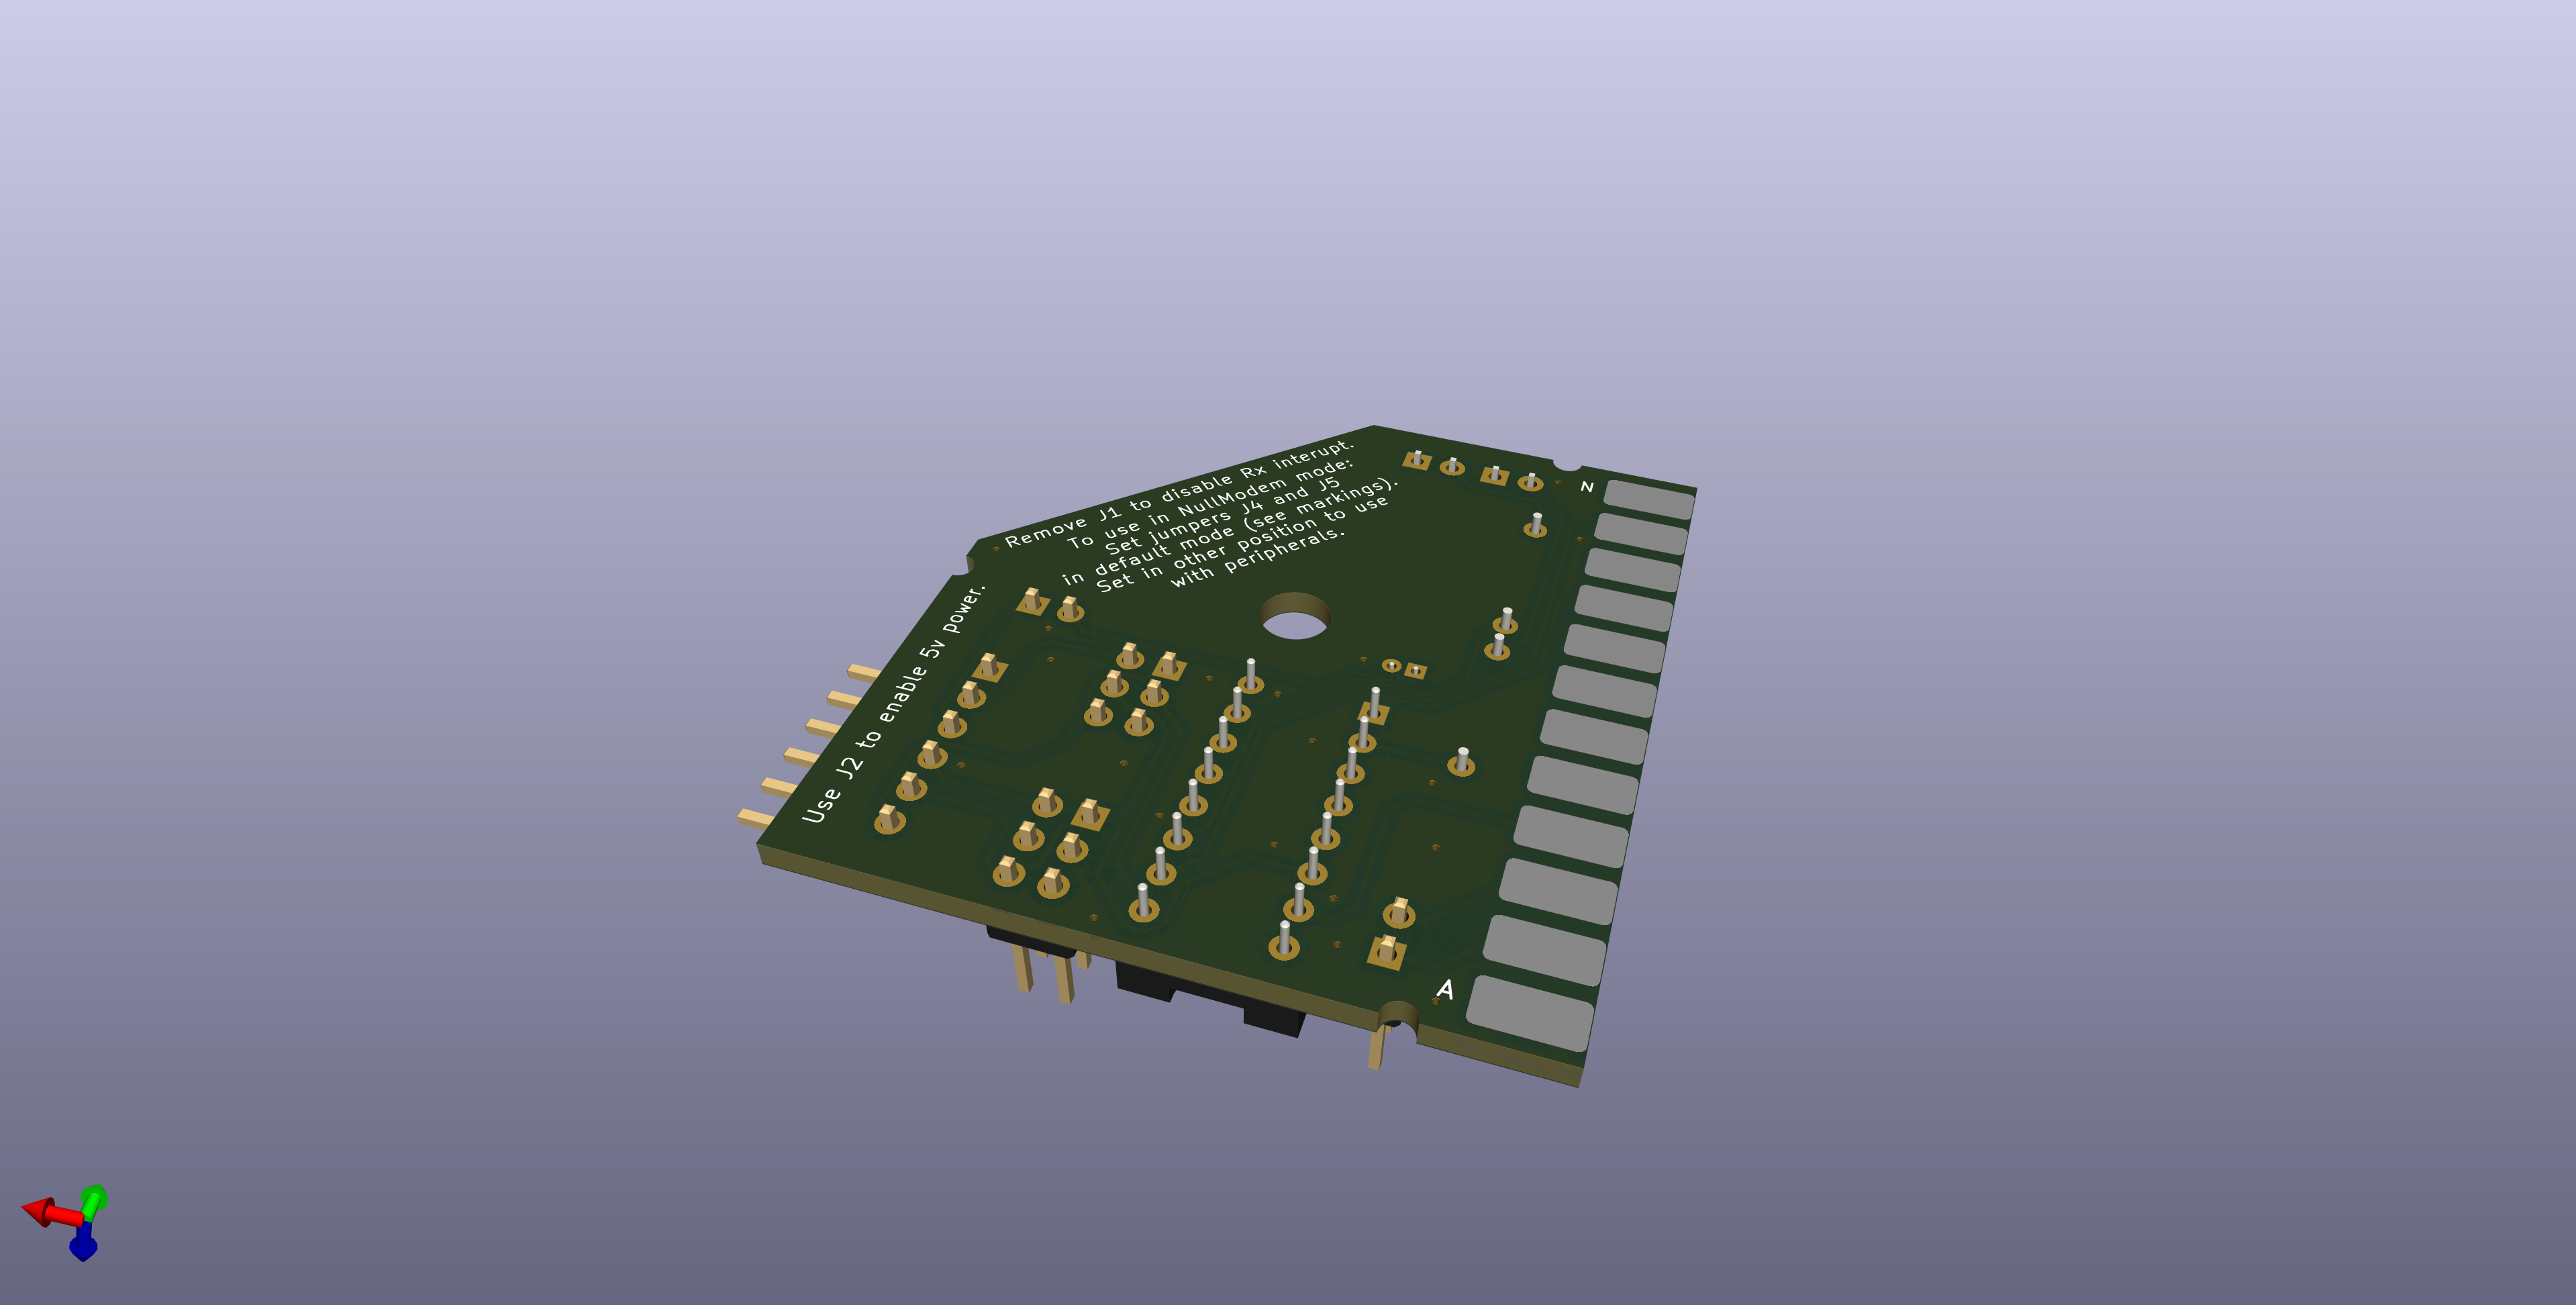 Remove J1 to disable Rx interupt.
To use in NullModem mode:
Set jumpers J4 and J5
in default mode (see markings).
Set in other position to use
with peripherals.
Use J2 to enable 5v power.
N
A